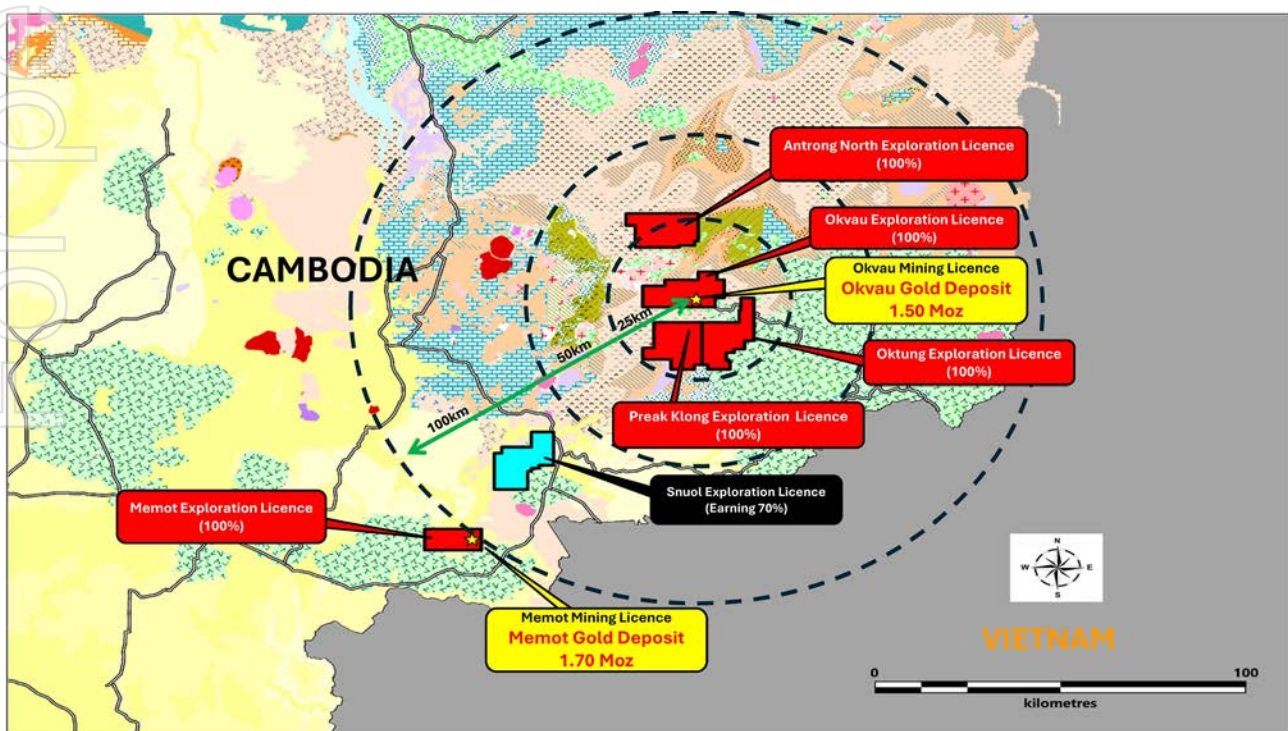 Antrong North Exploration Licence
(100%)
Okvau Exploration Licence
(100%)
CAMBODIA
Okvau Mining Licence
Okvau Gold Deposit
1.50 Moz
25km
50km
100km
Oktung Exploration Licence
(100%)
Preak Klong Exploration Licence
(100%)
Snuol Exploration Licence
(Earning 70%)
Memot Exploration Licence
(100%)
Memot Mining Licence
Memot Gold Deposit
1.70 Moz
N
W
E
S
VIETNAM
0
100
kilometres